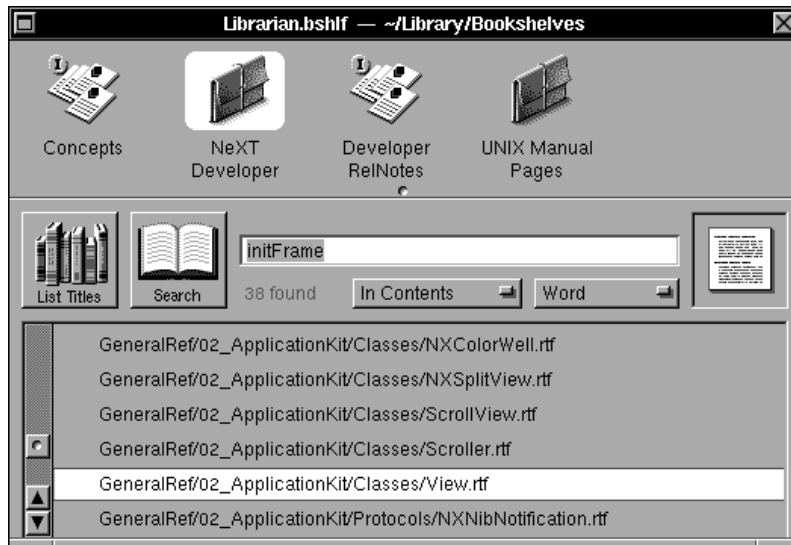 Librarian.bshlf — ~/Library/Bookshelves
Concepts
NeXT Developer
Developer RelNotes
UNIX Manual Pages
List Titles
Search
initFrame
38 found
In Contents
Word
GeneralRef/02_ApplicationKit/Classes/NXColorWell.rtf
GeneralRef/02_ApplicationKit/Classes/NXSplitView.rtf
GeneralRef/02_ApplicationKit/Classes/ScrollView.rtf
GeneralRef/02_ApplicationKit/Classes/Scroller.rtf
GeneralRef/02_ApplicationKit/Classes/View.rtf
GeneralRef/02_ApplicationKit/Protocols/NXNibNotification.rtf